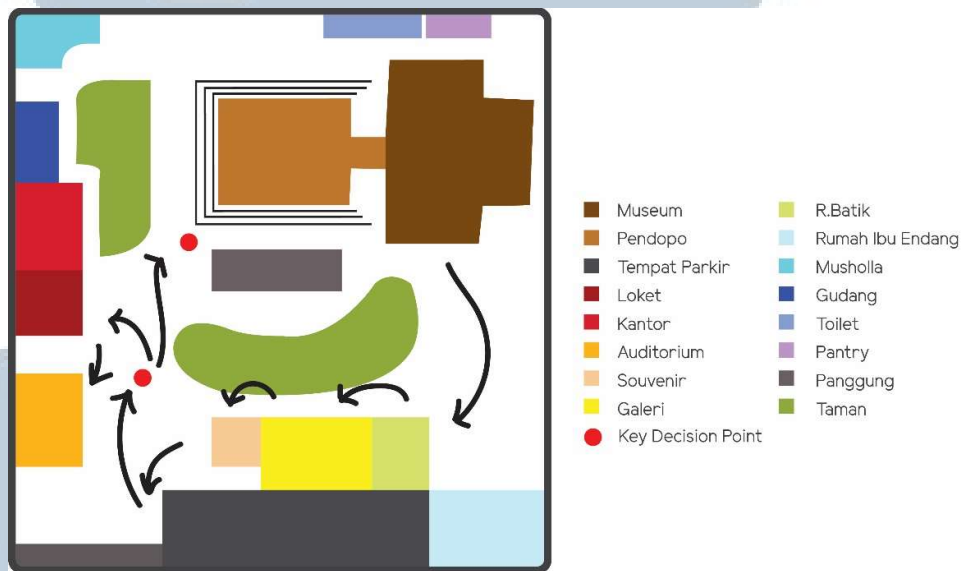 Museum
Pendopo
Tempat Parkir
Loket
Kantor
Auditorium
Souvenir
Galeri
Key Decision Point
R.Batik
Rumah Ibu Endang
Musholla
Gudang
Toilet
Pantry
Panggung
Taman